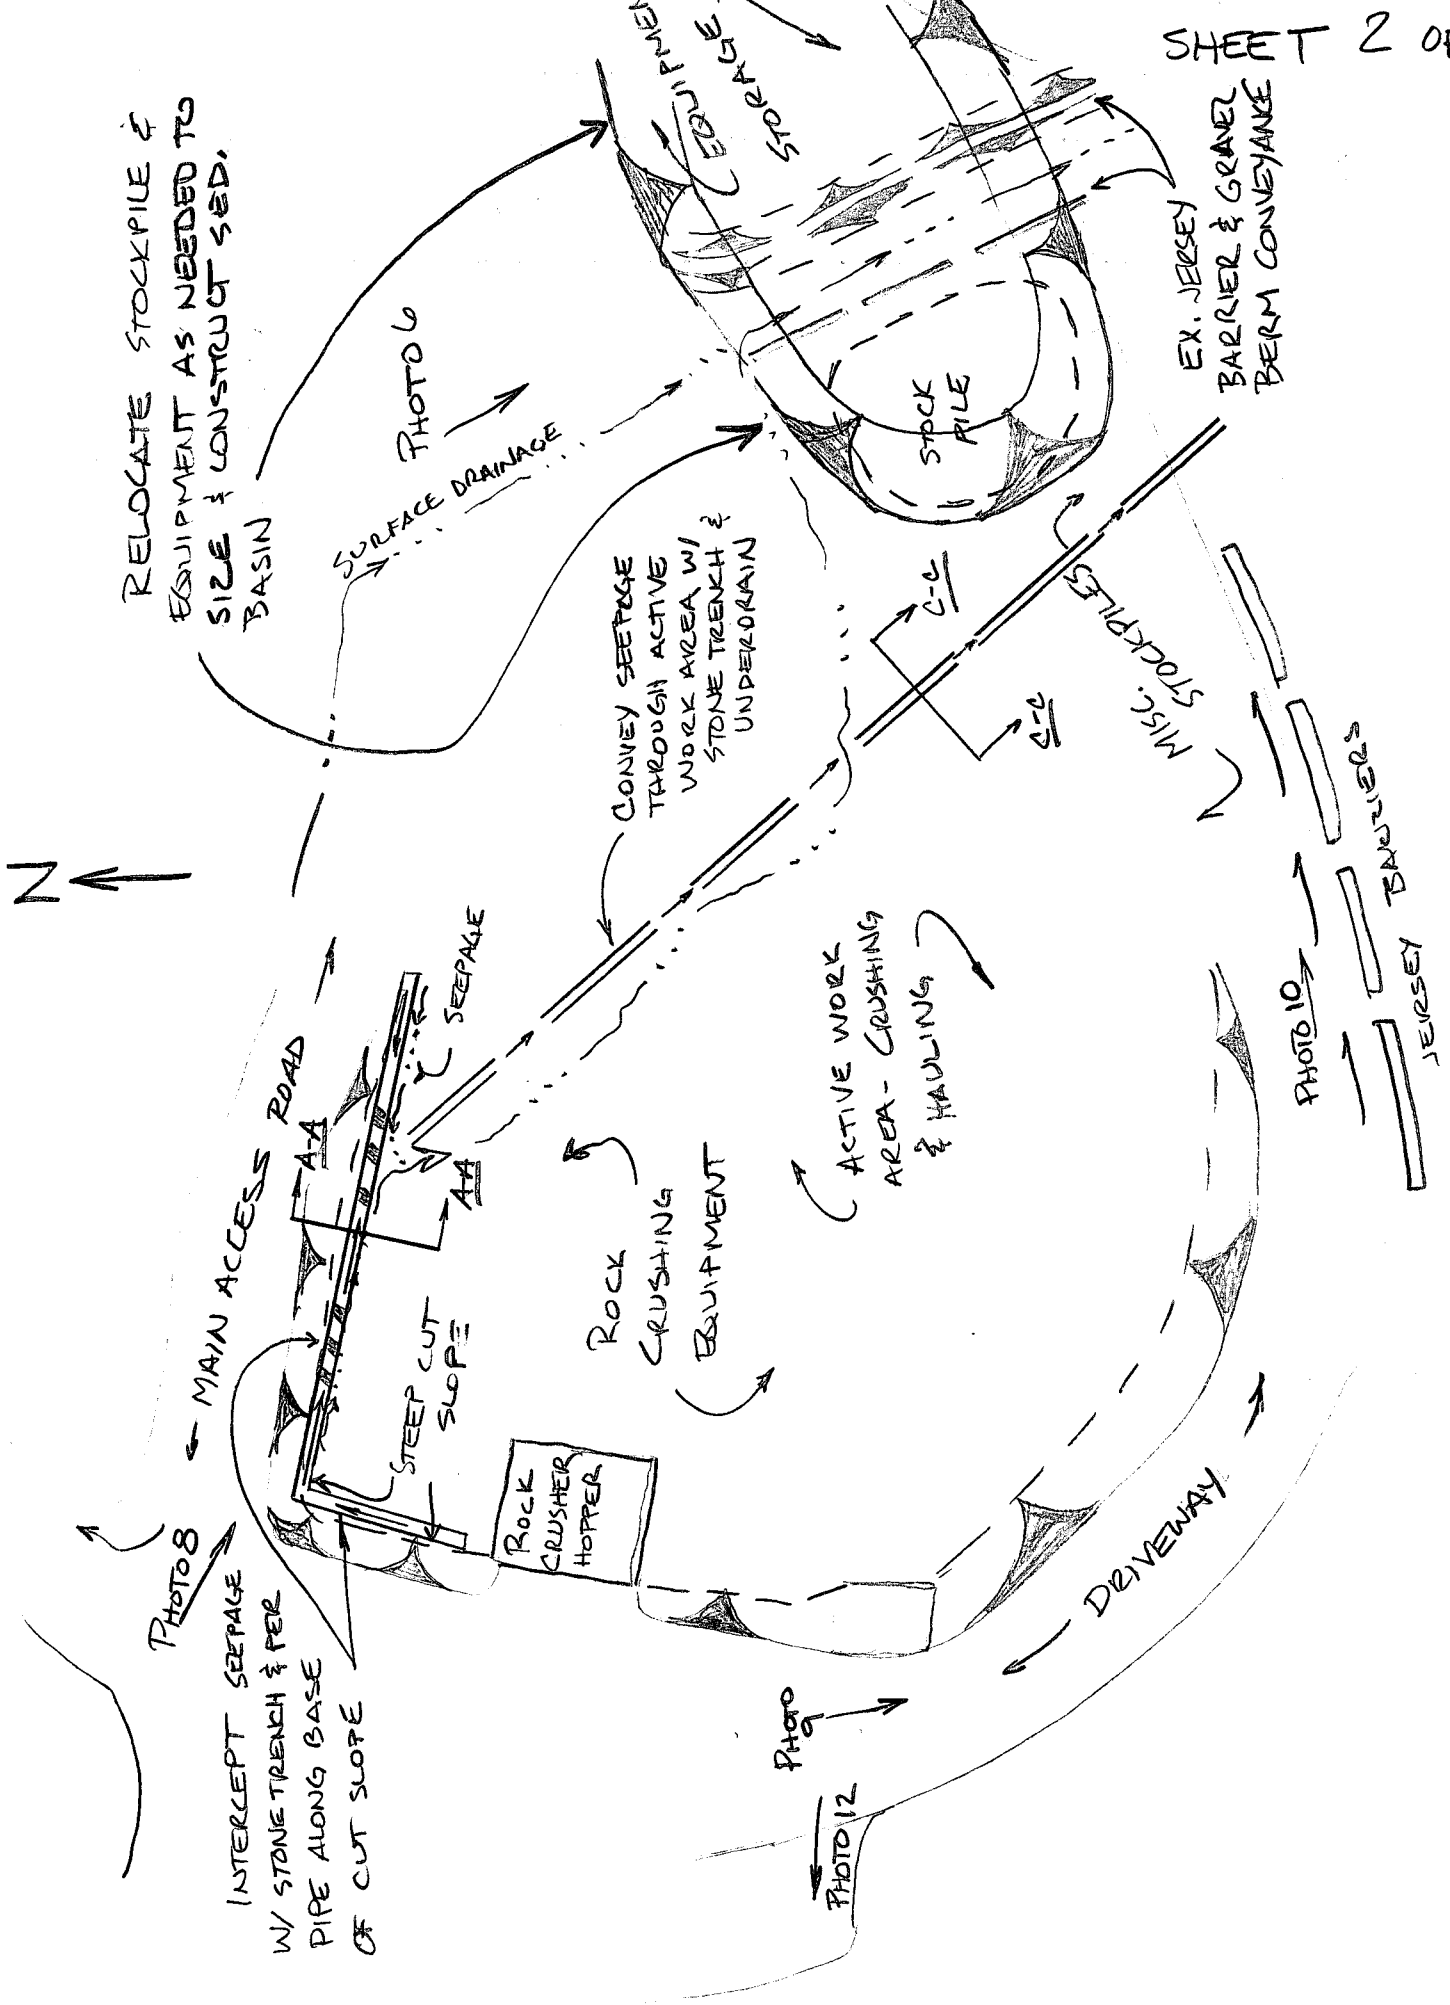 SHEET 2
RELOCATE STOCKPILE &
EQUIPMENT AS NEEDED TO
SIZE & CONSTRUCT SED.
BASIN
EQUIPMEN
EQUIPMENT
STORAGE
PHOTO 6
SURFACE DRAINAGE
STOCK
PILE
EX. JERSEY
BARRIER & GRAVEL
BERM CONVEYANCE
N
CONVEY SEEPAGE
THROUGH ACTIVE
WORK AREA W/
STONE TRENCH &
UNDERDRAIN
C-C
C-C
MISC.
STOCKPILES
← MAIN ACCESS ROAD
SEEPAGE
A-A
A-A
ACTIVE WORK
AREA - CRUSHING
& HAULING
ROCK
CRUSHING
EQUIPMENT
PHOTO 10
JERSEY BARRIERS
STEEP CUT
SLOPE
ROCK
CRUSHER
HOPPER
DRIVEWAY
PHOTO 8
INTERCEPT SEEPAGE
W/ STONE TRENCH & PER
PIPE ALONG BASE
OF CUT SLOPE
PHOTO
9
PHOTO 12